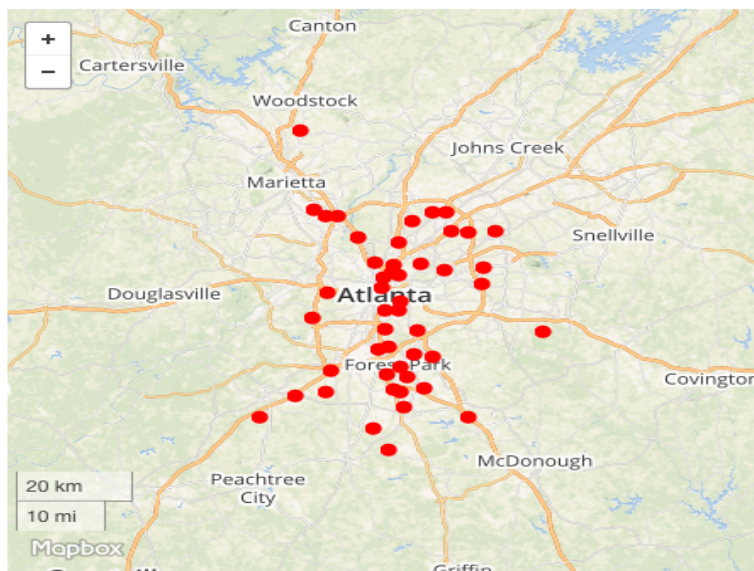 Canton
+
Cartersville
−
Woodstock
Johns Creek
Marietta
Snellville
Douglasville
Atlanta
Forest Park
Covington
McDonough
Peachtree
City
20 km
10 mi
Mapbox
Griffin